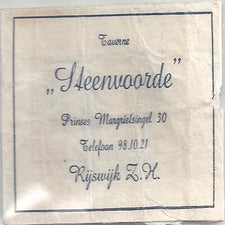 Taverne
„Steenvoorde”
Prinses Margrietsingel 30
Telefoon 98.10.21
Rijswijk Z.H.